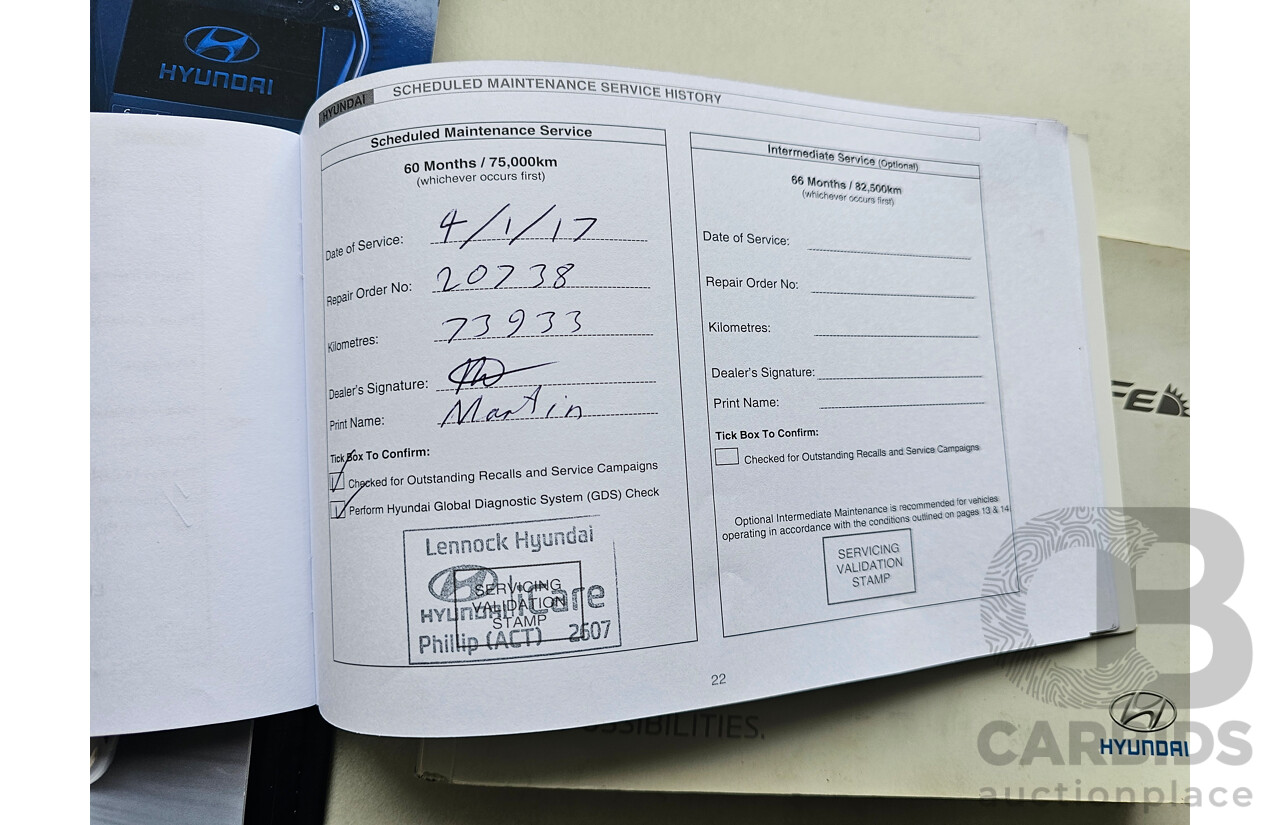 HYUNDAI
HYUNDAI SCHEDULED MAINTENANCE SERVICE HISTORY
Scheduled Maintenance Service
60 Months / 75,000km
(whichever occurs first)
Date of Service: 4/1/17
Repair Order No: 20738
Kilometres: 73933
Dealer's Signature:
Print Name: Martin
Tick Box To Confirm:
Checked for Outstanding Recalls and Service Campaigns
Perform Hyundai Global Diagnostic System (GDS) Check
Lennock Hyundai
HYUNDAI iCare
Phillip (ACT) 2607
SERVICING
VALIDATION
STAMP
Intermediate Service (Optional)
66 Months / 82,500km
(whichever occurs first)
Date of Service:
Repair Order No:
Kilometres:
Dealer's Signature:
Print Name:
Tick Box To Confirm:
Checked for Outstanding Recalls and Service Campaigns
Optional Intermediate Maintenance is recommended for vehicles
operating in accordance with the conditions outlined on pages 13 & 14
SERVICING
VALIDATION
STAMP
22
FE
SSIBILITIES.
HYUNDAI
CB
CARBIDS
auctionplace